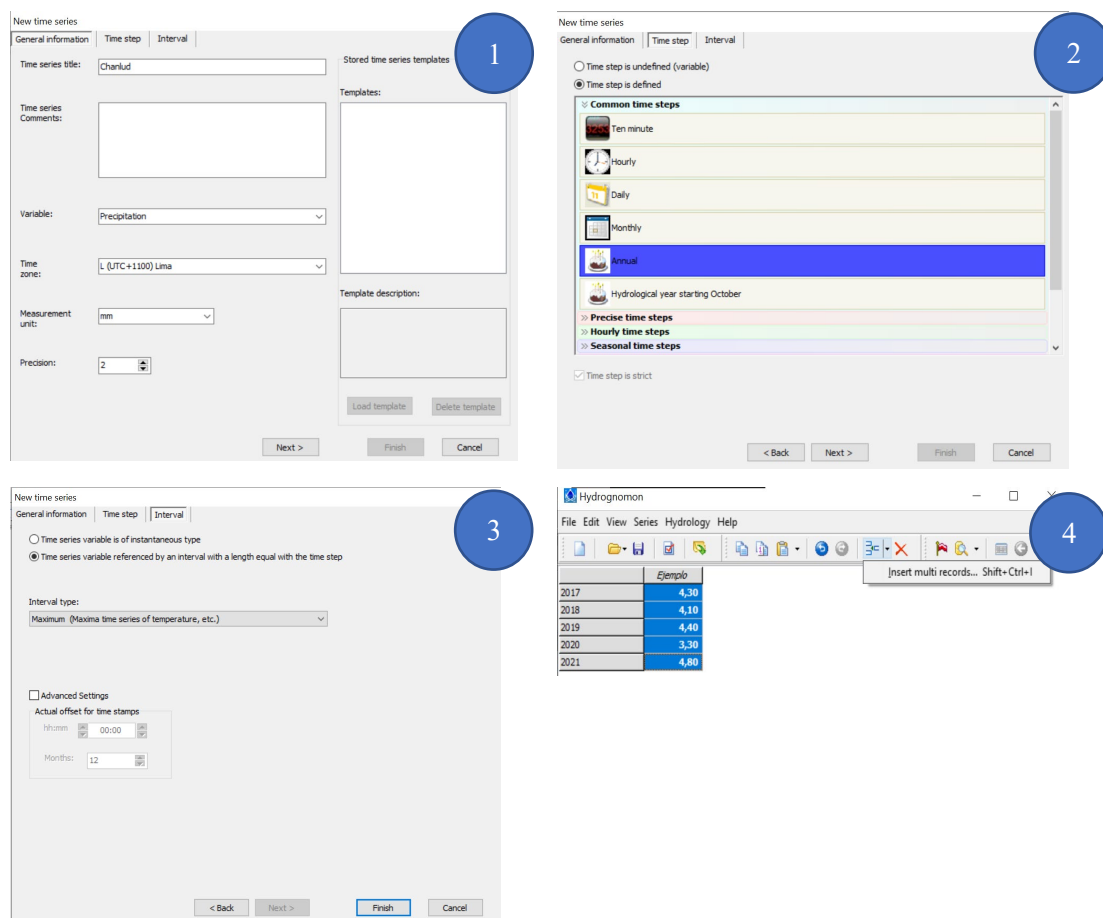 New time series
General information Time step Interval
1
Time series title: Chanlud
Stored time series templates
Templates:
Time series
Comments:
Variable: Precipitation
Time
zone: L (UTC+1100) Lima
Template description:
Measurement
unit: mm
Precision: 2
Load template Delete template
Next > Finish Cancel
New time series
General information Time step Interval
2
Time step is undefined (variable)
Time step is defined
Common time steps
Ten minute
Hourly
Daily
Monthly
Annual
Hydrological year starting October
Precise time steps
Hourly time steps
Seasonal time steps
Time step is strict
< Back Next > Finish Cancel
New time series
General information Time step Interval
3
Time series variable is of instantaneous type
Time series variable referenced by an interval with a length equal with the time step
Interval type:
Maximum (Maxima time series of temperature, etc.)
Advanced Settings
Actual offset for time stamps
hh:mm 00:00
Months: 12
< Back Next > Finish Cancel
Hydrognomon
4
File Edit View Series Hydrology Help
Insert multi records... Shift+Ctrl+I
Ejemplo
2017 4,30
2018 4,10
2019 4,40
2020 3,30
2021 4,80